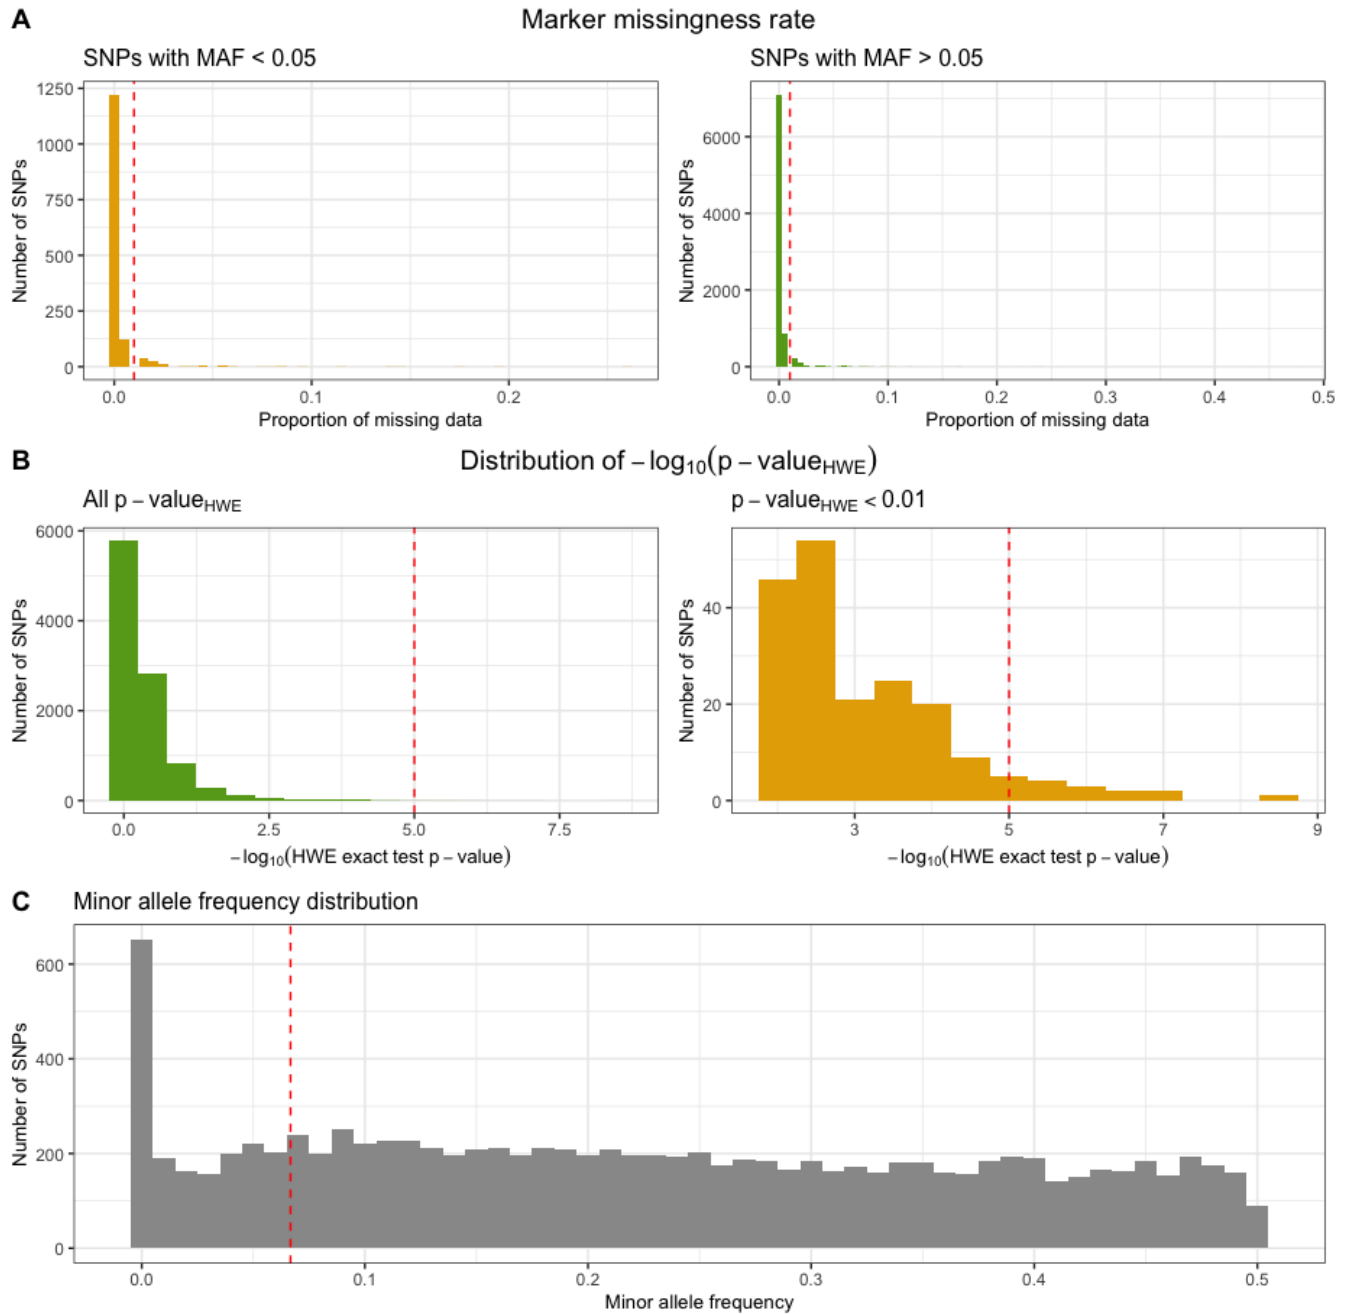 A
Marker missingness rate
SNPs with MAF < 0.05
SNPs with MAF > 0.05
Number of SNPs
1250
1000
750
500
250
0
0.0 0.1 0.2
Proportion of missing data
Number of SNPs
6000
4000
2000
0
0.0 0.1 0.2 0.3 0.4 0.5
Proportion of missing data
B
Distribution of −log10(p − valueHWE)
All p − valueHWE
p − valueHWE < 0.01
Number of SNPs
6000
4000
2000
0
0.0 2.5 5.0 7.5
−log10(HWE exact test p − value)
Number of SNPs
40
20
0
3 5 7 9
−log10(HWE exact test p − value)
C
Minor allele frequency distribution
Number of SNPs
600
400
200
0
0.0 0.1 0.2 0.3 0.4 0.5
Minor allele frequency